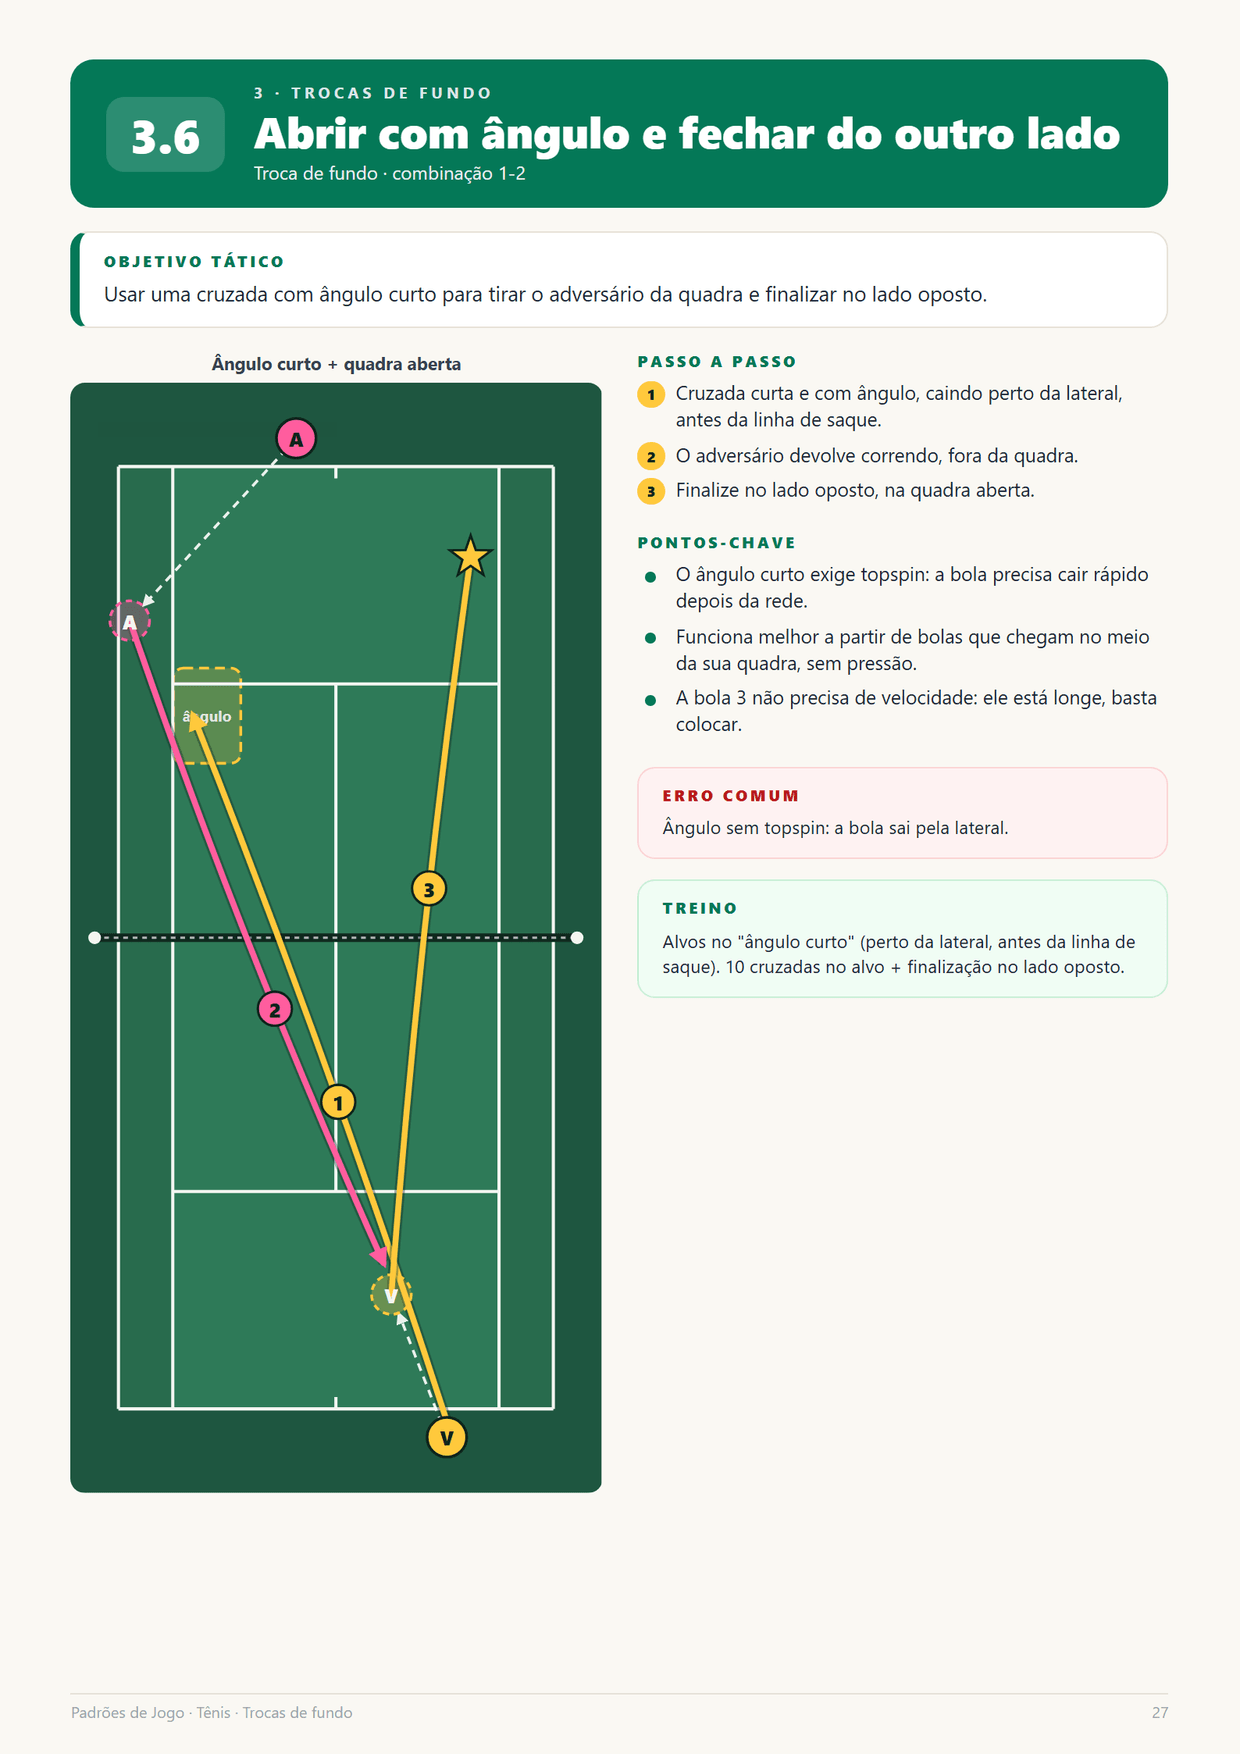 3 · TROCAS DE FUNDO
3.6
Abrir com ângulo e fechar do outro lado
Troca de fundo · combinação 1-2
OBJETIVO TÁTICO
Usar uma cruzada com ângulo curto para tirar o adversário da quadra e finalizar no lado oposto.
Ângulo curto + quadra aberta
A
A
ângulo
3
2
1
V
V
PASSO A PASSO
1 Cruzada curta e com ângulo, caindo perto da lateral,
antes da linha de saque.
2 O adversário devolve correndo, fora da quadra.
3 Finalize no lado oposto, na quadra aberta.
PONTOS-CHAVE
O ângulo curto exige topspin: a bola precisa cair rápido
depois da rede.
Funciona melhor a partir de bolas que chegam no meio
da sua quadra, sem pressão.
A bola 3 não precisa de velocidade: ele está longe, basta
colocar.
ERRO COMUM
Ângulo sem topspin: a bola sai pela lateral.
TREINO
Alvos no "ângulo curto" (perto da lateral, antes da linha de
saque). 10 cruzadas no alvo + finalização no lado oposto.
Padrões de Jogo · Tênis · Trocas de fundo
27